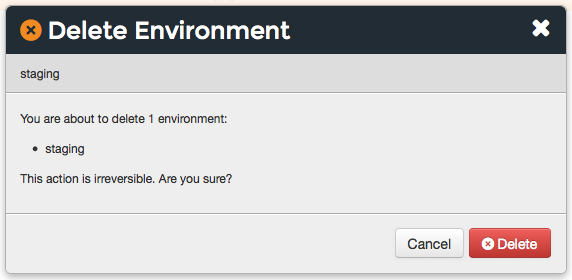 Delete Environment
staging
You are about to delete 1 environment:
staging
This action is irreversible. Are you sure?
Cancel
Delete